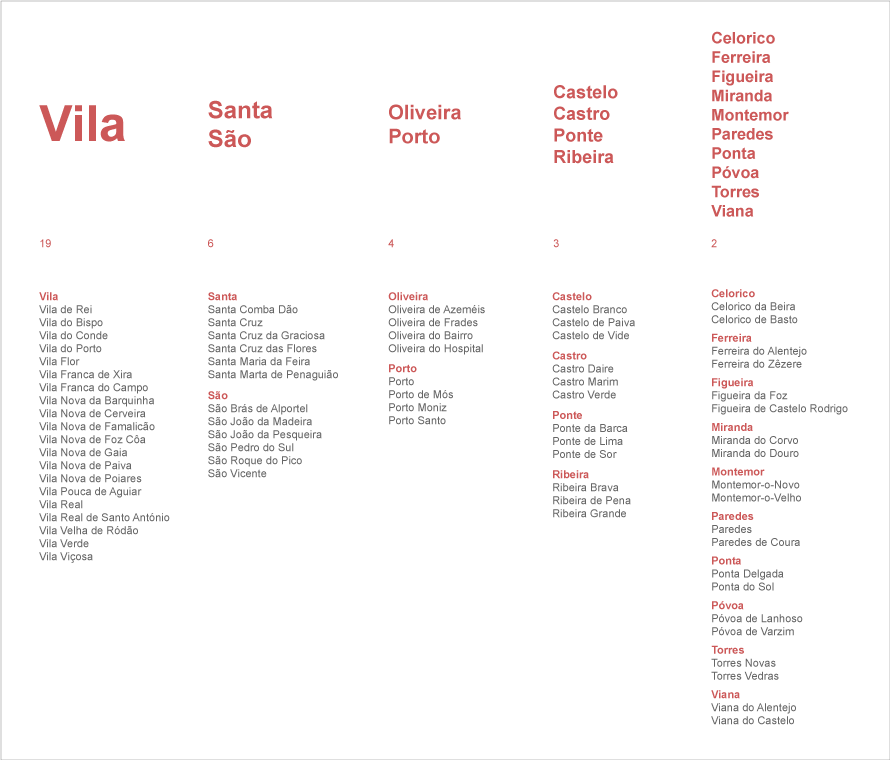 Vila
19
Vila
Vila de Rei
Vila do Bispo
Vila do Conde
Vila do Porto
Vila Flor
Vila Franca de Xira
Vila Franca do Campo
Vila Nova da Barquinha
Vila Nova de Cerveira
Vila Nova de Famalicão
Vila Nova de Foz Côa
Vila Nova de Gaia
Vila Nova de Paiva
Vila Nova de Poiares
Vila Pouca de Aguiar
Vila Real
Vila Real de Santo António
Vila Velha de Ródão
Vila Verde
Vila Viçosa
Santa
São
6
Santa
Santa Comba Dão
Santa Cruz
Santa Cruz da Graciosa
Santa Cruz das Flores
Santa Maria da Feira
Santa Marta de Penaguião
São
São Brás de Alportel
São João da Madeira
São João da Pesqueira
São Pedro do Sul
São Roque do Pico
São Vicente
Oliveira
Porto
4
Oliveira
Oliveira de Azeméis
Oliveira de Frades
Oliveira do Bairro
Oliveira do Hospital
Porto
Porto
Porto de Mós
Porto Moniz
Porto Santo
Castelo
Castro
Ponte
Ribeira
3
Castelo
Castelo Branco
Castelo de Paiva
Castelo de Vide
Castro
Castro Daire
Castro Marim
Castro Verde
Ponte
Ponte da Barca
Ponte de Lima
Ponte de Sor
Ribeira
Ribeira Brava
Ribeira de Pena
Ribeira Grande
Celorico
Ferreira
Figueira
Miranda
Montemor
Paredes
Ponta
Póvoa
Torres
Viana
2
Celorico
Celorico da Beira
Celorico de Basto
Ferreira
Ferreira do Alentejo
Ferreira do Zêzere
Figueira
Figueira da Foz
Figueira de Castelo Rodrigo
Miranda
Miranda do Corvo
Miranda do Douro
Montemor
Montemor-o-Novo
Montemor-o-Velho
Paredes
Paredes
Paredes de Coura
Ponta
Ponta Delgada
Ponta do Sol
Póvoa
Póvoa de Lanhoso
Póvoa de Varzim
Torres
Torres Novas
Torres Vedras
Viana
Viana do Alentejo
Viana do Castelo